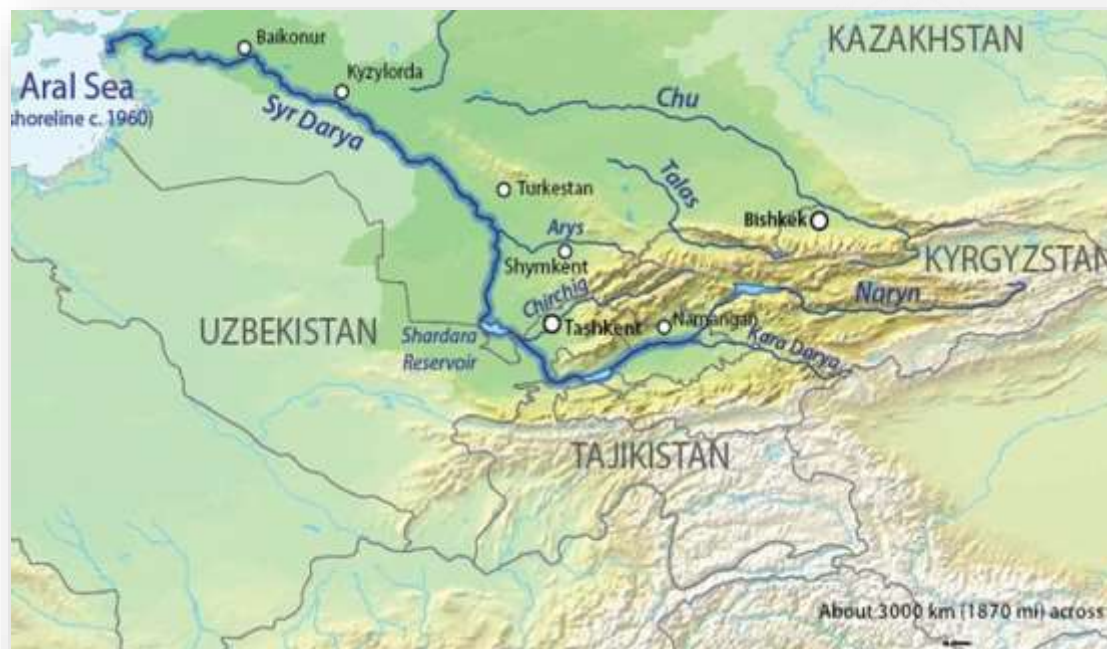 KAZAKHSTAN
Baikonur
Aral Sea
shoreline c. 1960)
Kyzylorda
Syr Darya
Chu
Talas
Turkestan
Bishkek
Arys
Shymkent
KYRGYZSTAN
Chirchig
Naryn
UZBEKISTAN
Shardara
Reservoir
Tashkent
Namangan
Kara Darya
TAJIKISTAN
About 3000 km (1870 mi) across